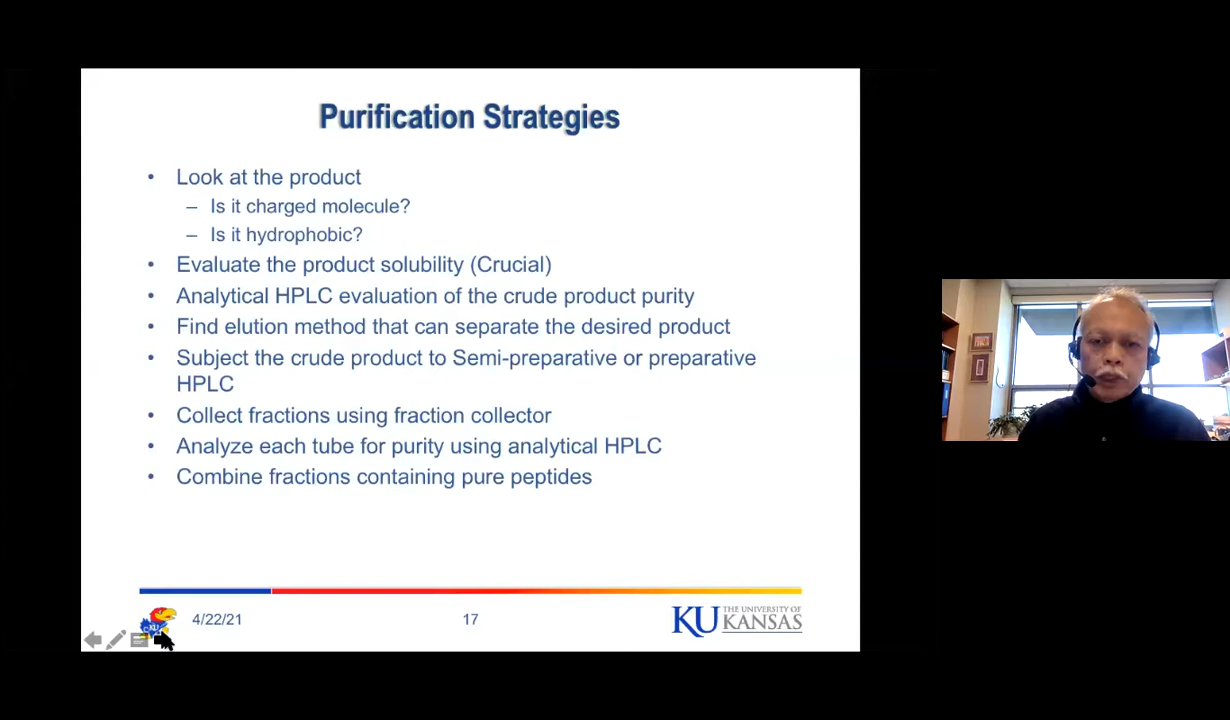 Purification Strategies
• Look at the product
– Is it charged molecule?
– Is it hydrophobic?
• Evaluate the product solubility (Crucial)
• Analytical HPLC evaluation of the crude product purity
• Find elution method that can separate the desired product
• Subject the crude product to Semi-preparative or preparative
HPLC
• Collect fractions using fraction collector
• Analyze each tube for purity using analytical HPLC
• Combine fractions containing pure peptides
4/22/21
17
KU THE UNIVERSITY OF
KANSAS